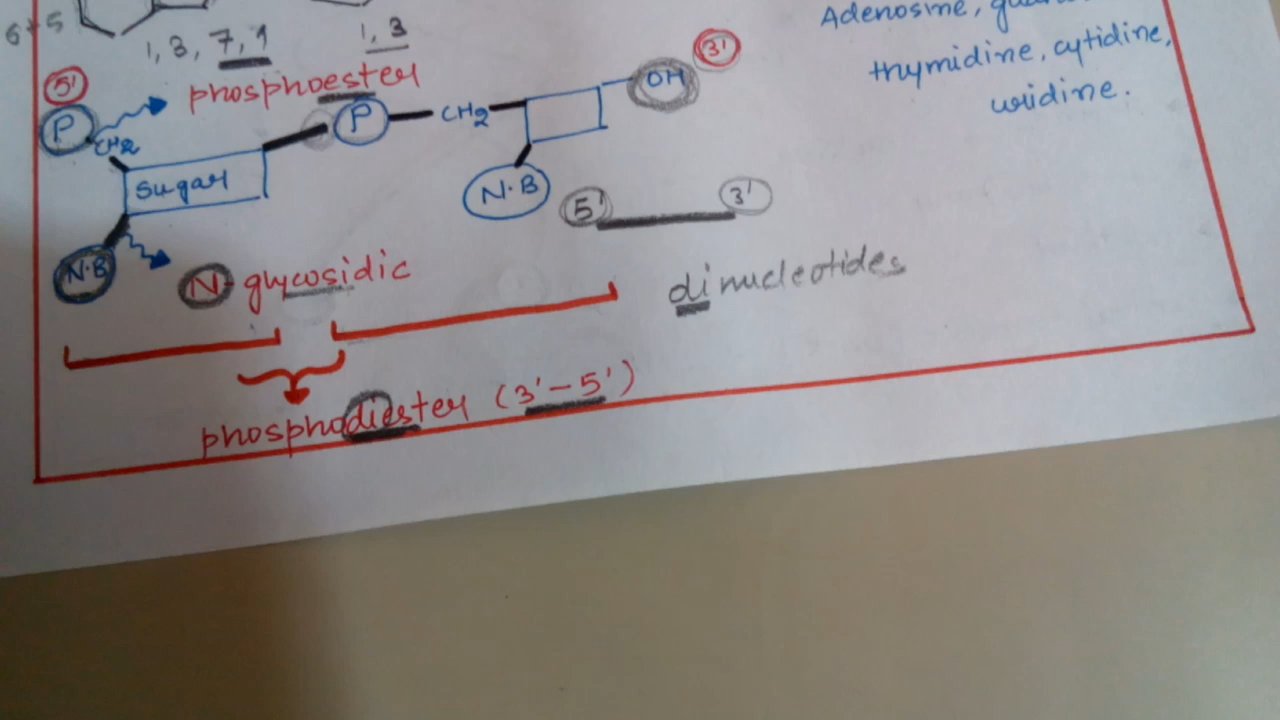 6+5
1, 3, 7, 9
1, 3
Adenosine,
thymidine, cytidine,
uridine.
5'
phosphoester
3'
P
CH2
P
CH2
OH
Sugar
N.B
5'
3'
N.B
N-glycosidic
dinucleotides
phosphodiester (3'-5')